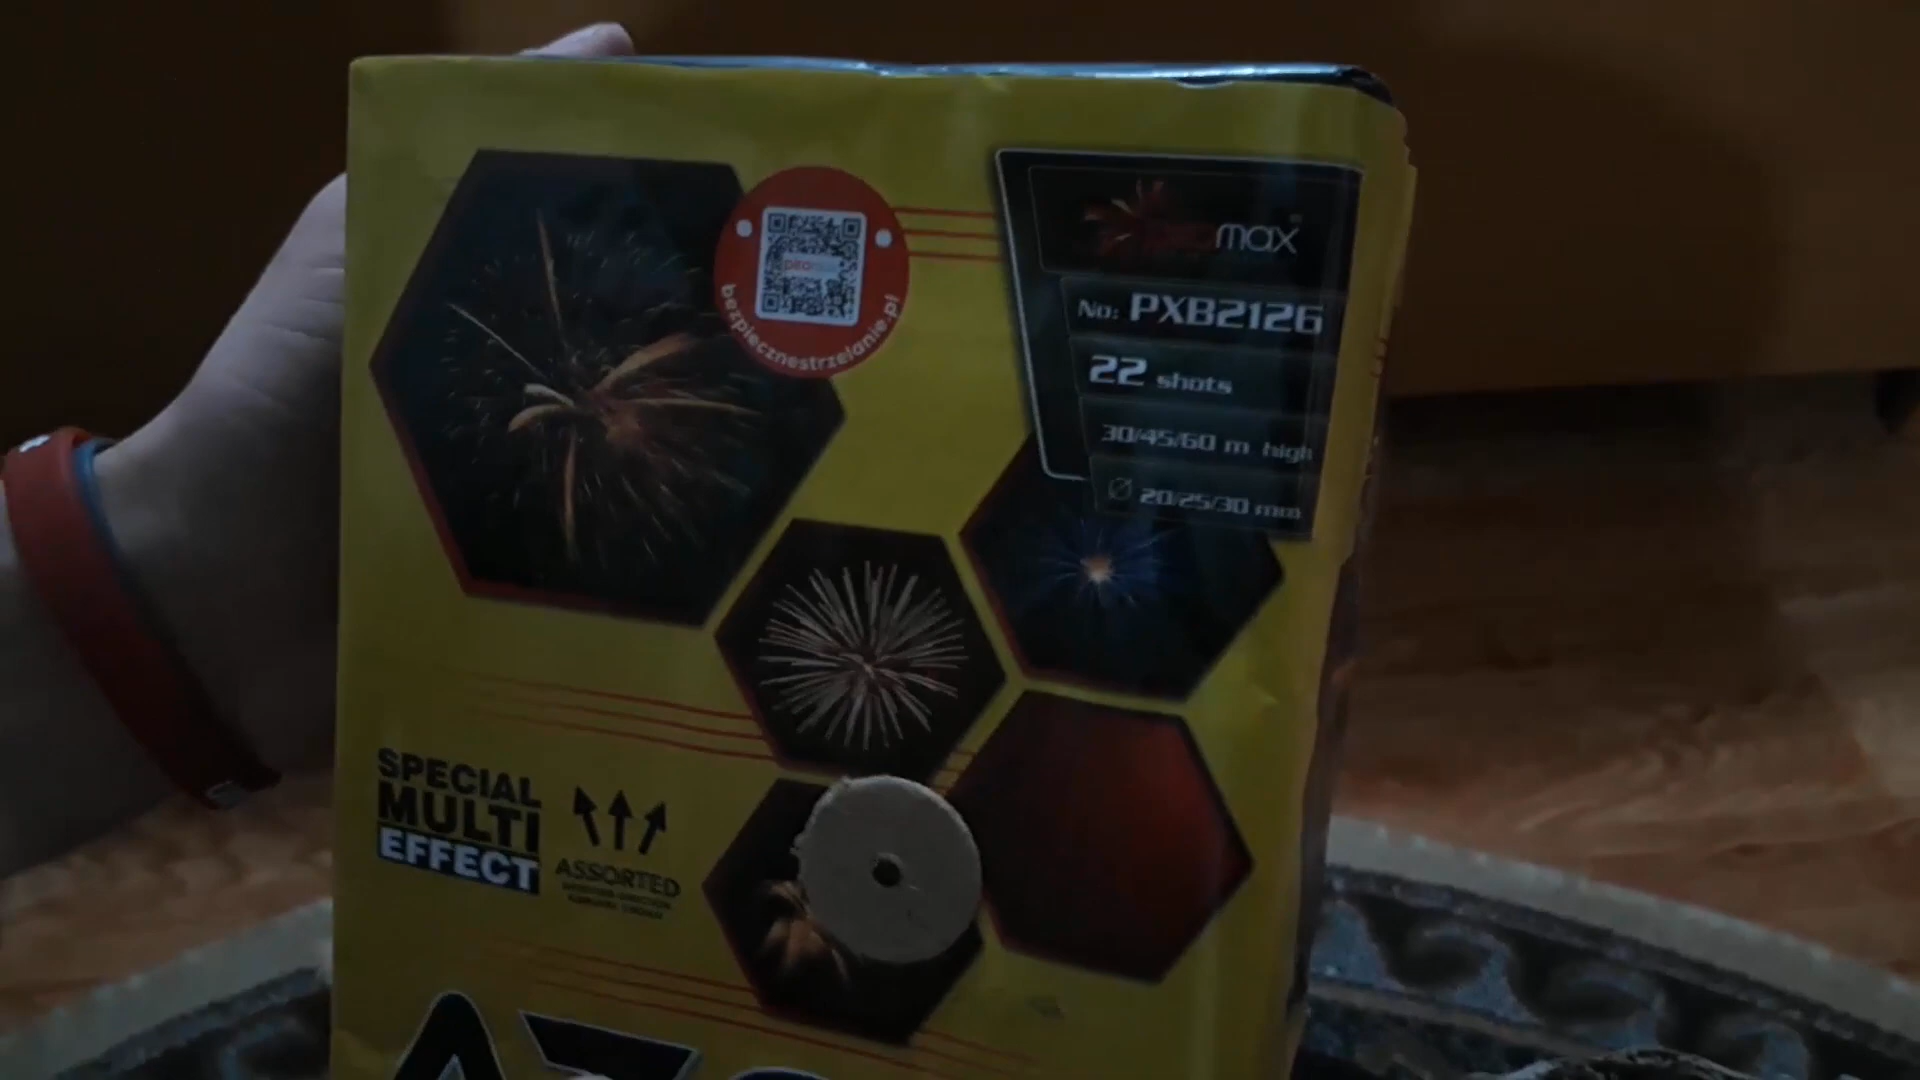 bezpiecznestrzelanie.pl
max
No: PXB2126
22 shots
30/45/60 m high
Ø 20/25/30 mm
SPECIAL
MULTI
EFFECT
ASSORTED